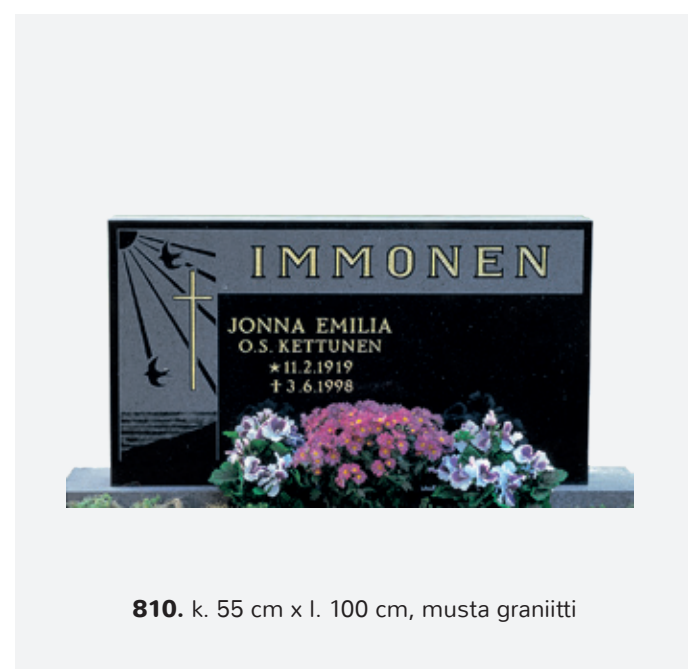 IMMONEN
JONNA EMILIA
O.S. KETTUNEN
★11.2.1919
✝3.6.1998
810. k. 55 cm x l. 100 cm, musta graniitti